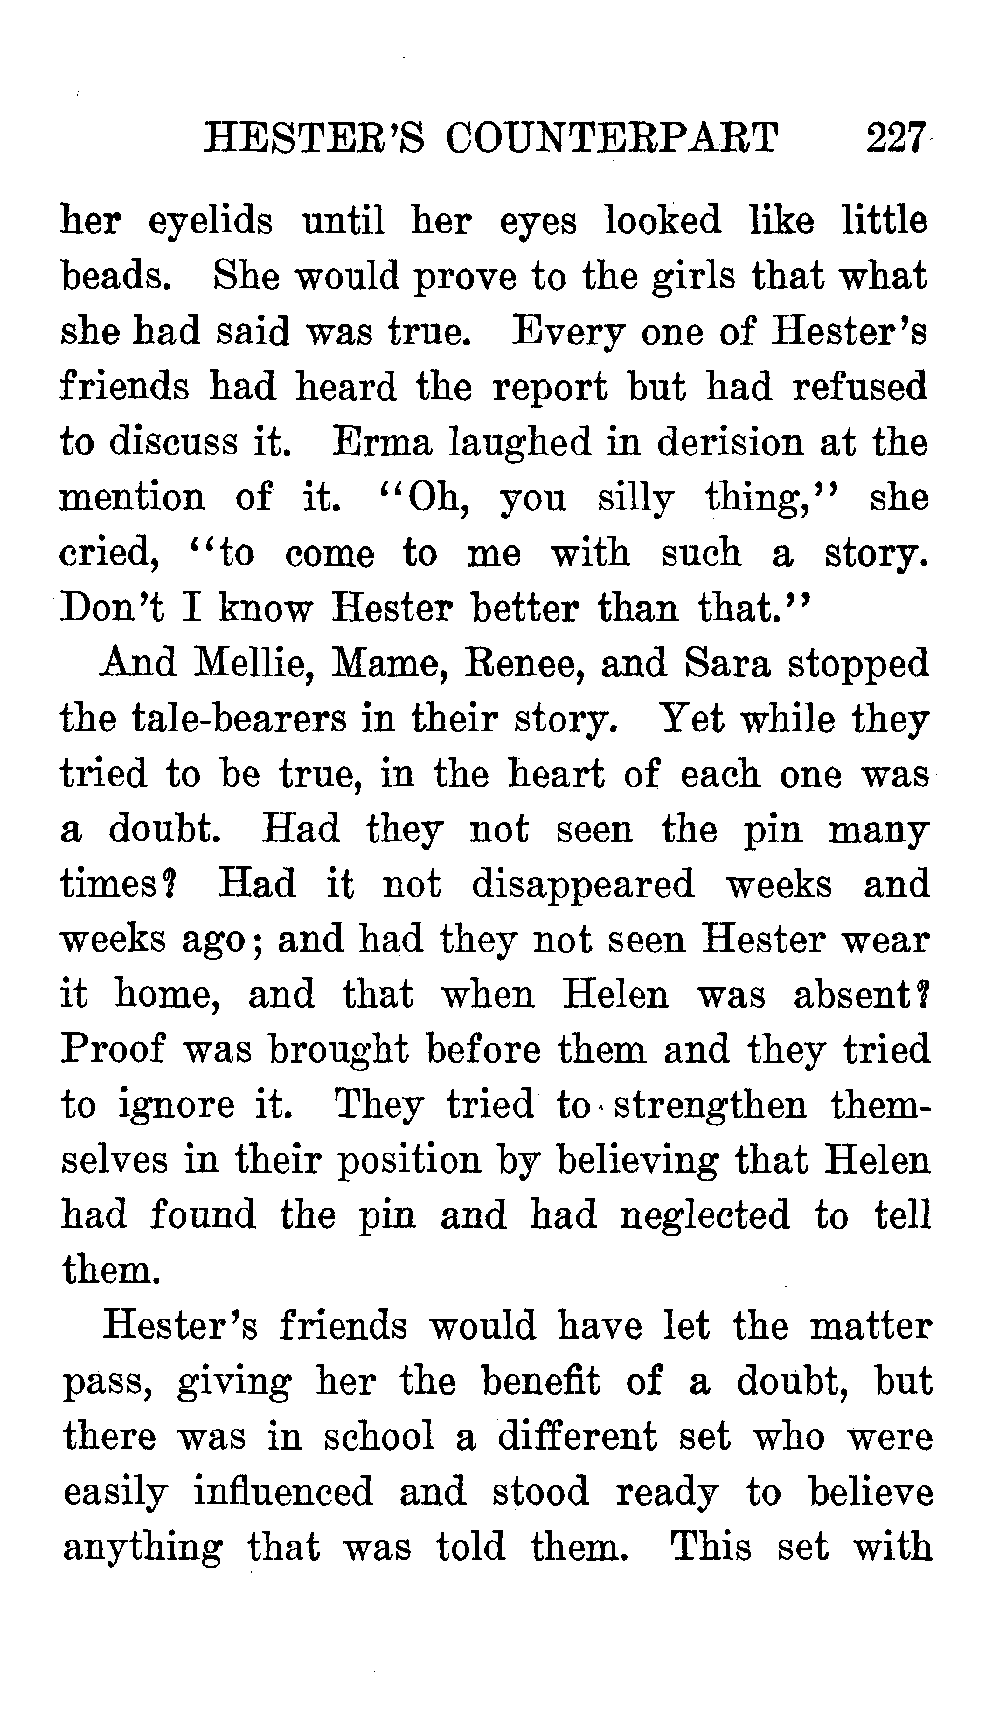 HESTER'S COUNTERPART 227
her eyelids until her eyes looked like little
beads. She would prove to the girls that what
she had said was true. Every one of Hester's
friends had heard the report but had refused
to discuss it. Erma laughed in derision at the
mention of it. "Oh, you silly thing," she
cried, "to come to me with such a story.
Don't I know Hester better than that."
And Mellie, Mame, Renee, and Sara stopped
the tale-bearers in their story. Yet while they
tried to be true, in the heart of each one was
a doubt. Had they not seen the pin many
times? Had it not disappeared weeks and
weeks ago; and had they not seen Hester wear
it home, and that when Helen was absent?
Proof was brought before them and they tried
to ignore it. They tried to strengthen them-
selves in their position by believing that Helen
had found the pin and had neglected to tell
them.
Hester's friends would have let the matter
pass, giving her the benefit of a doubt, but
there was in school a different set who were
easily influenced and stood ready to believe
anything that was told them. This set with